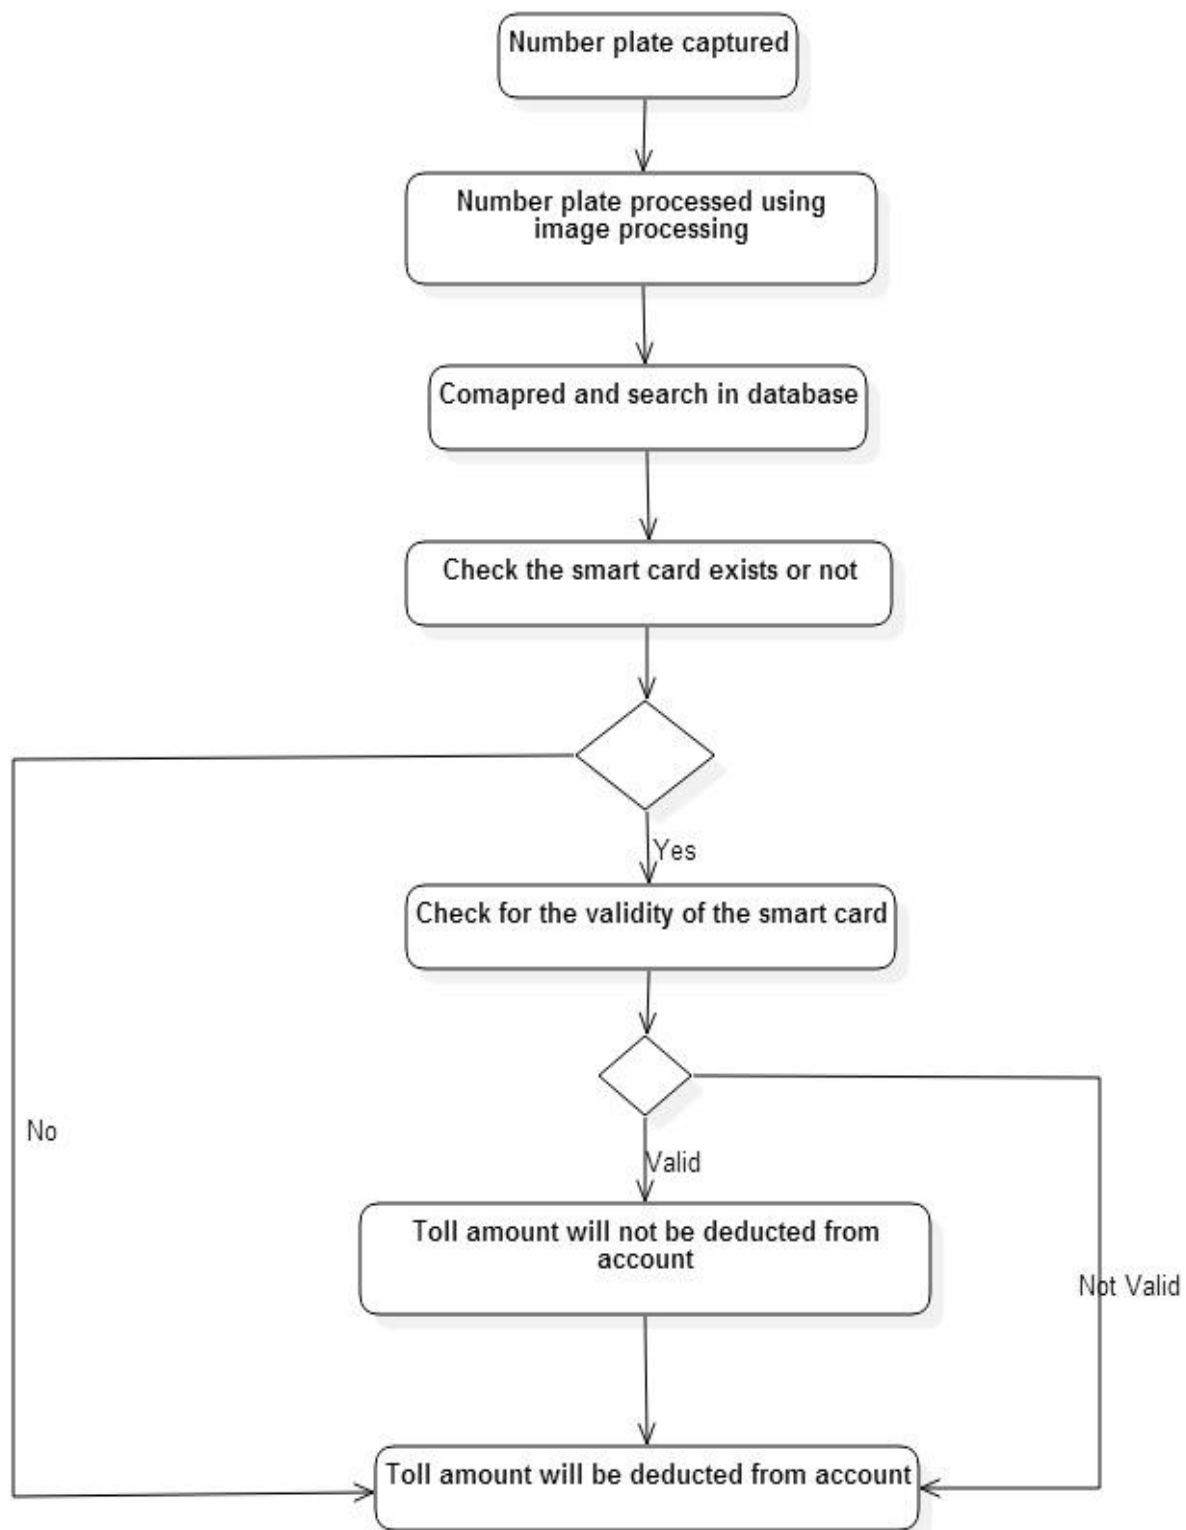 Number plate captured
Number plate processed using
image processing
Comapred and search in database
Check the smart card exists or not
Yes
Check for the validity of the smart card
No
Valid
Toll amount will not be deducted from
account
Not Valid
Toll amount will be deducted from account